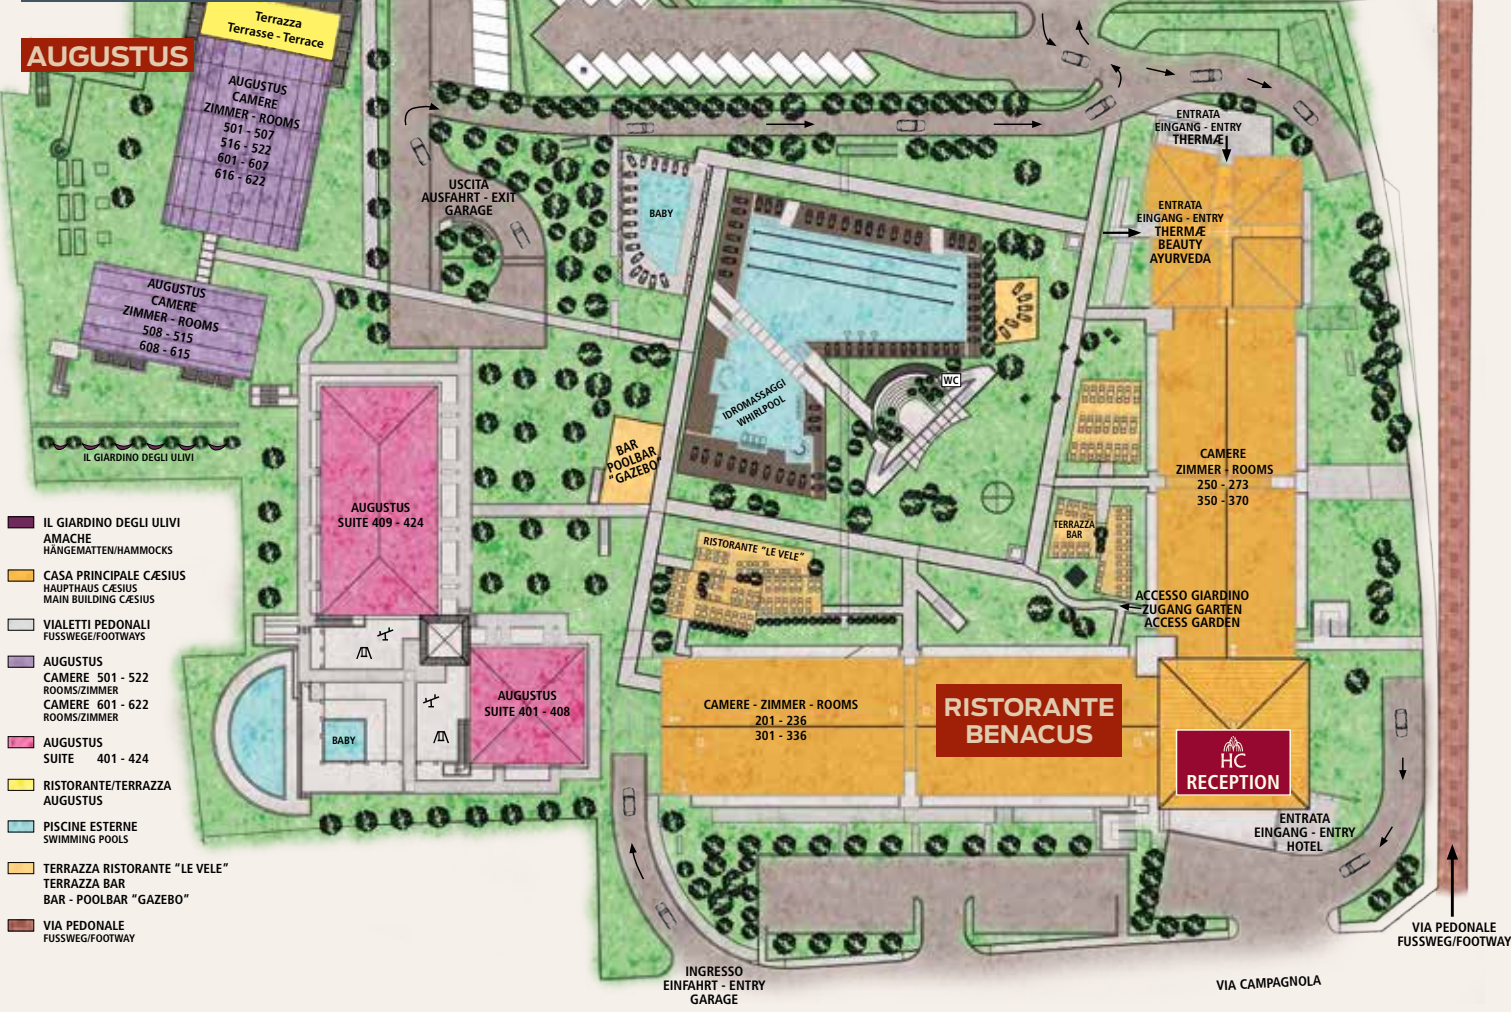 Terrazza
Terrasse - Terrace
AUGUSTUS
AUGUSTUS
CAMERE
ZIMMER - ROOMS
501 - 507
516 - 522
601 - 607
616 - 622
AUGUSTUS
CAMERE
ZIMMER - ROOMS
508 - 515
608 - 615
USCITA
AUSFAHRT - EXIT
GARAGE
BABY
ENTRATA
EINGANG - ENTRY
THERMÆ
ENTRATA
EINGANG - ENTRY
THERMÆ
BEAUTY
AYURVEDA
IDROMASSAGGI
WHIRLPOOL
WC
IL GIARDINO DEGLI ULIVI
BAR
POOLBAR
“GAZEBO”
AUGUSTUS
SUITE 409 - 424
CAMERE
ZIMMER - ROOMS
250 - 273
350 - 370
TERRAZZA
BAR
RISTORANTE “LE VELE”
ACCESSO GIARDINO
ZUGANG GARTEN
ACCESS GARDEN
AUGUSTUS
SUITE 401 - 408
BABY
CAMERE - ZIMMER - ROOMS
201 - 236
301 - 336
RISTORANTE
BENACUS
HC
RECEPTION
ENTRATA
EINGANG - ENTRY
HOTEL
INGRESSO
EINFAHRT - ENTRY
GARAGE
VIA CAMPAGNOLA
VIA PEDONALE
FUSSWEG/FOOTWAY
IL GIARDINO DEGLI ULIVI
AMACHE
HÄNGEMATTEN/HAMMOCKS
CASA PRINCIPALE CÆSIUS
HAUPTHAUS CÆSIUS
MAIN BUILDING CÆSIUS
VIALETTI PEDONALI
FUSSWEGE/FOOTWAYS
AUGUSTUS
CAMERE 501 - 522
ROOMS/ZIMMER
CAMERE 601 - 622
ROOMS/ZIMMER
AUGUSTUS
SUITE 401 - 424
RISTORANTE/TERRAZZA
AUGUSTUS
PISCINE ESTERNE
SWIMMING POOLS
TERRAZZA RISTORANTE “LE VELE”
TERRAZZA BAR
BAR - POOLBAR “GAZEBO”
VIA PEDONALE
FUSSWEG/FOOTWAY